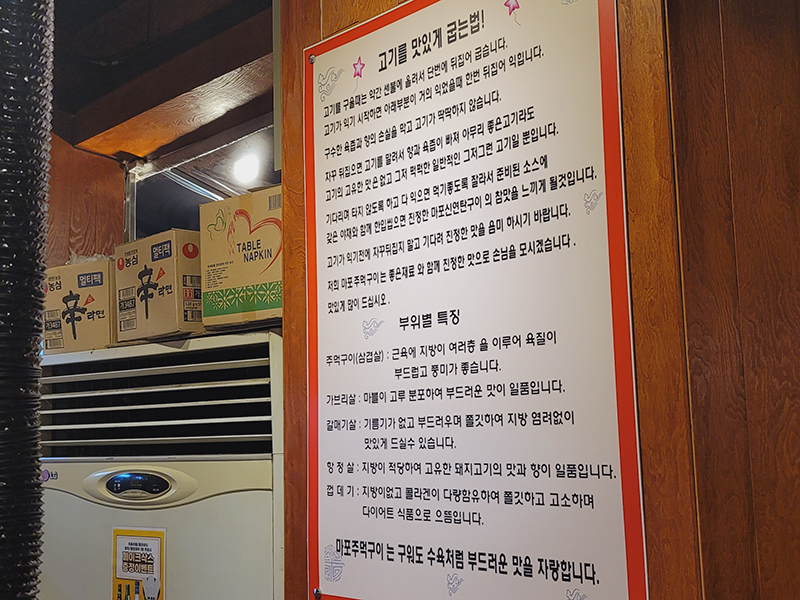 고기를 맛있게 굽는법!
고기를 구울때는 약간 센불에 올려서 단번에 뒤집어 굽습니다.
고기가 익기 시작하면 아래부분이 거의 익었을때 한번 뒤집어 익힙니다.
구수한 육즙과 향의 손실을 막고 고기가 딱딱하지 않습니다.
자꾸 뒤집으면 고기를 말려서 향과 육즙이 빠져 아무리 좋은고기라도
고기의 고유한 맛은 없고 그저 퍽퍽한 일반적인 그저그런 고기일 뿐입니다.
기다리며 타지 않도록 하고 다 익으면 먹기좋도록 잘라서 준비된 소스에
갖은 야채와 함께 한입씹으면 진정한 마포신연탄구이 의 참맛을 느끼게 될것입니다.
고기가 익기전에 자꾸뒤집지 말고 기다려 진정한 맛을 음미 하시기 바랍니다.
저희 마포 주먹구이는 좋은재료 와 함께 진정한 맛으로 손님을 모시겠습니다.
맛있게 많이 드십시오.
부위별 특징
주먹구이(삼겹살) : 근육에 지방이 여러층 을 이루어 육질이
부드럽고 풍미가 좋습니다.
가브리살 : 마블이 고루 분포하여 부드러운 맛이 일품입니다.
갈매기살 : 기름기가 없고 부드러우며 쫄깃하여 지방 염려없이
맛있게 드실수 있습니다.
항 정 살 : 지방이 적당하여 고유한 돼지고기의 맛과 향이 일품입니다.
껍 데 기 : 지방이없고 콜라겐이 다량함유하여 쫄깃하고 고소하며
다이어트 식품으로 으뜸입니다.
마포주먹구이 는 구워도 수육처럼 부드러운 맛을 자랑합니다.
농심
멀티팩
辛
라면
농심
멀티팩
辛
라면
TABLE
NAPKIN
LG